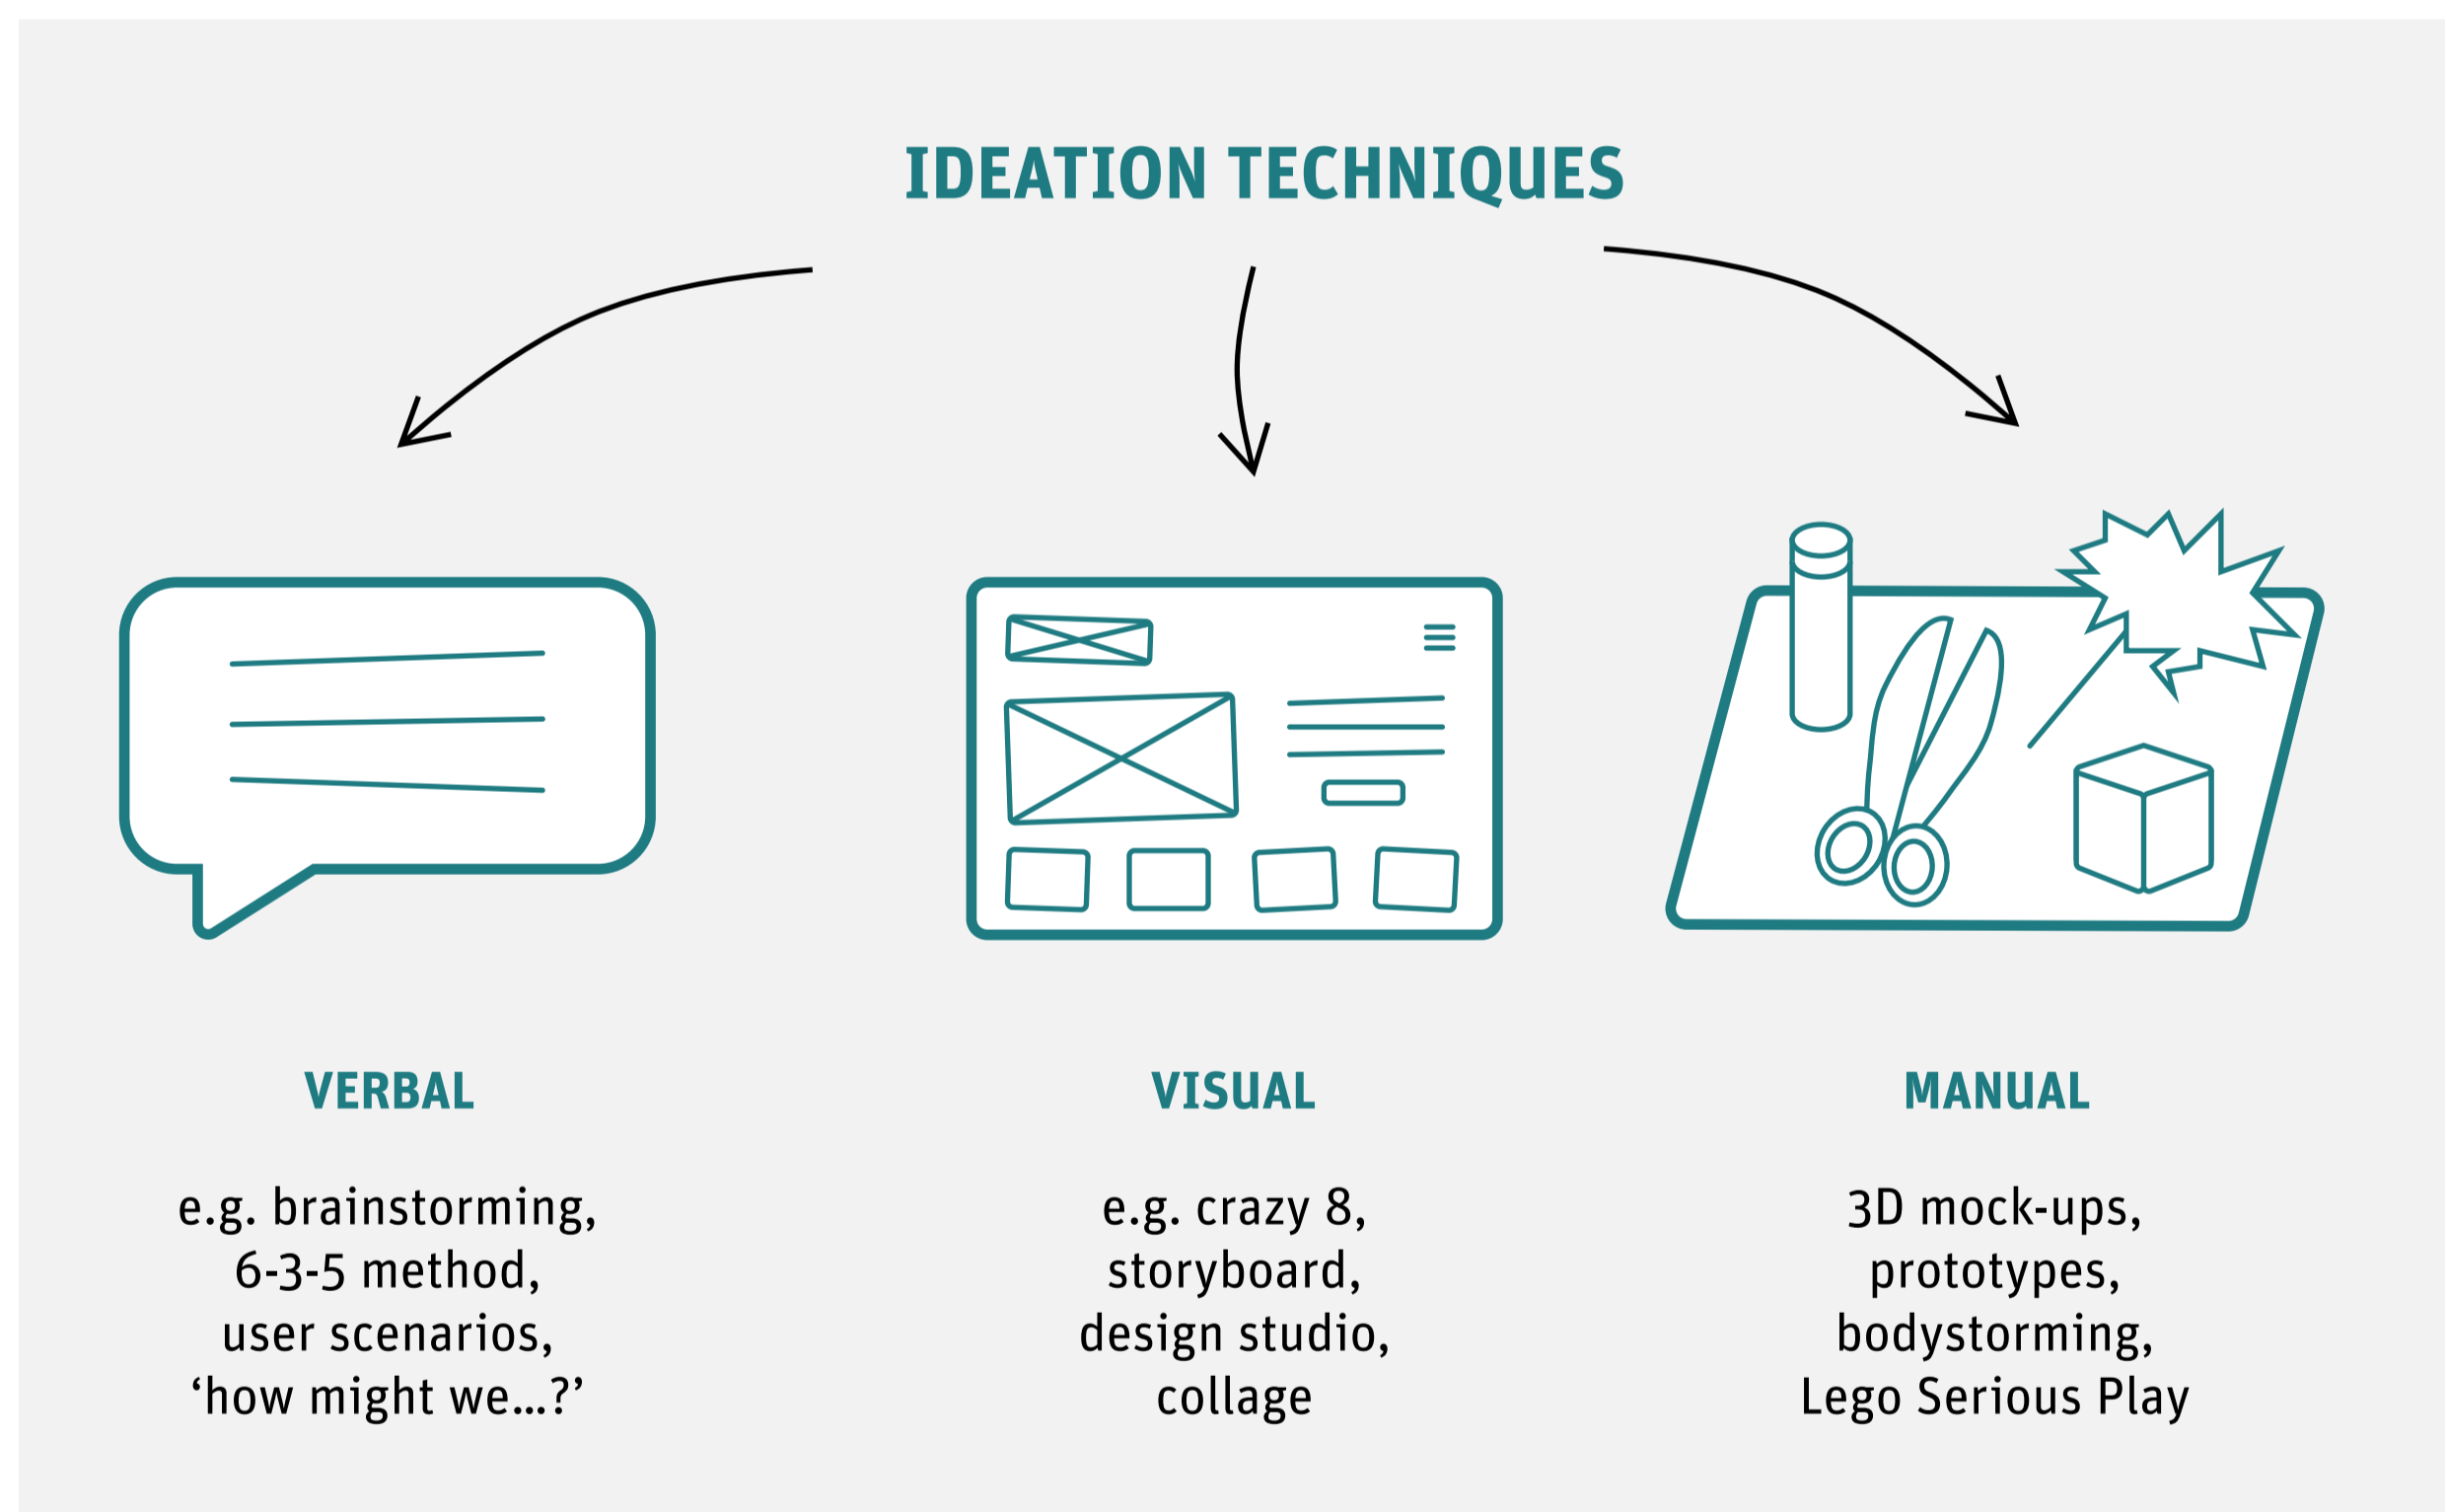 IDEATION TECHNIQUES
VERBAL
e.g. brainstorming,
6-3-5 method,
user scenarios,
‘how might we...?’
VISUAL
e.g. crazy 8,
storyboard,
design studio,
collage
MANUAL
3D mock-ups,
prototypes,
bodystorming,
Lego Serious Play